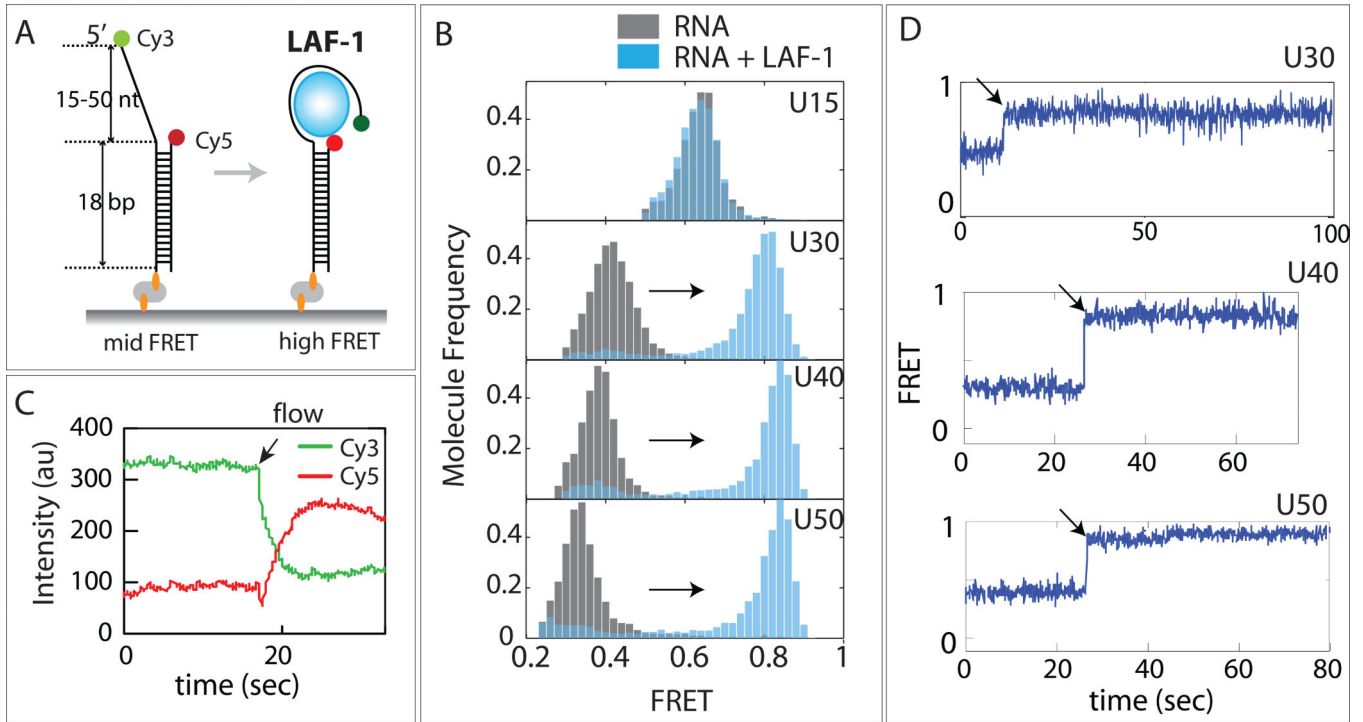 A
5′
Cy3
LAF-1
15-50 nt
Cy5
18 bp
mid FRET
high FRET
B
RNA
RNA + LAF-1
Molecule Frequency
U15
0.4
0.2
U30
0.4
0.2
0
U40
0.4
0.2
0
U50
0.4
0.2
0
0.2
0.4
0.6
0.8
1
FRET
C
flow
Intensity (au)
400
300
200
100
0
Cy3
Cy5
0
20
time (sec)
D
U30
1
0
0
50
100
U40
FRET
1
0
0
20
40
60
U50
1
0
0
20
40
60
80
time (sec)